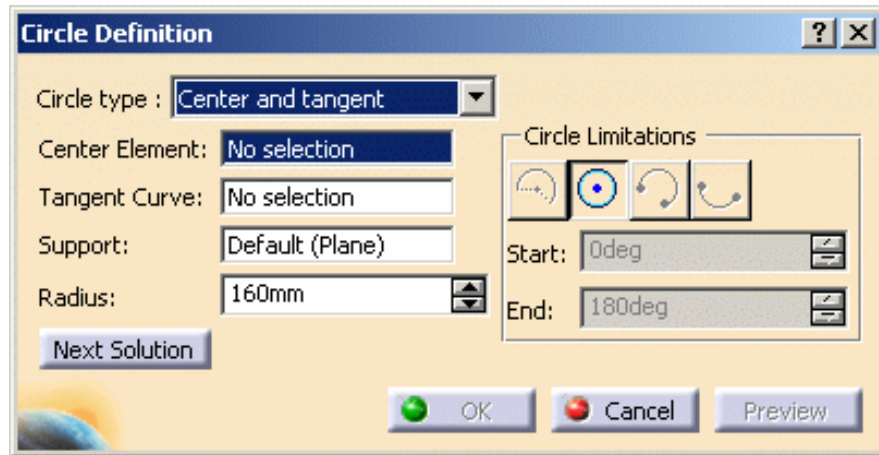 Circle Definition
? X
Circle type : Center and tangent
Center Element: No selection
Tangent Curve: No selection
Support: Default (Plane)
Radius: 160mm
Next Solution
Circle Limitations
Start: 0deg
End: 180deg
OK Cancel Preview